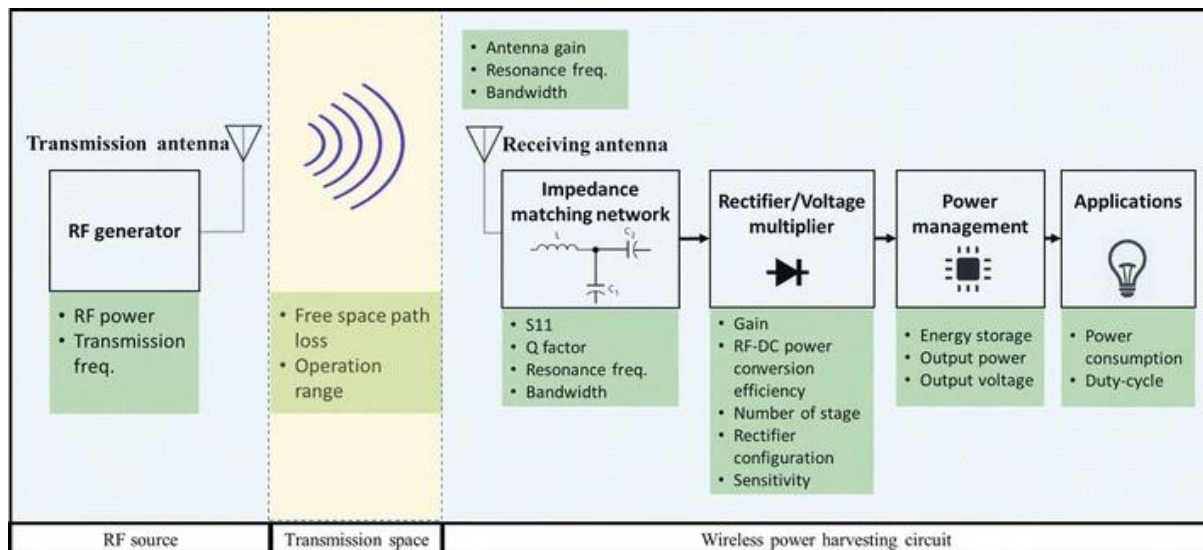 • Antenna gain
• Resonance freq.
• Bandwidth
Transmission antenna
Receiving antenna
RF generator
Impedance
matching network
L
C2
C1
Rectifier/Voltage
multiplier
Power
management
Applications
• RF power
• Transmission
freq.
• Free space path
loss
• Operation
range
• S11
• Q factor
• Resonance freq.
• Bandwidth
• Gain
• RF-DC power
conversion
efficiency
• Number of stage
• Rectifier
configuration
• Sensitivity
• Energy storage
• Output power
• Output voltage
• Power
consumption
• Duty-cycle
RF source
Transmission space
Wireless power harvesting circuit